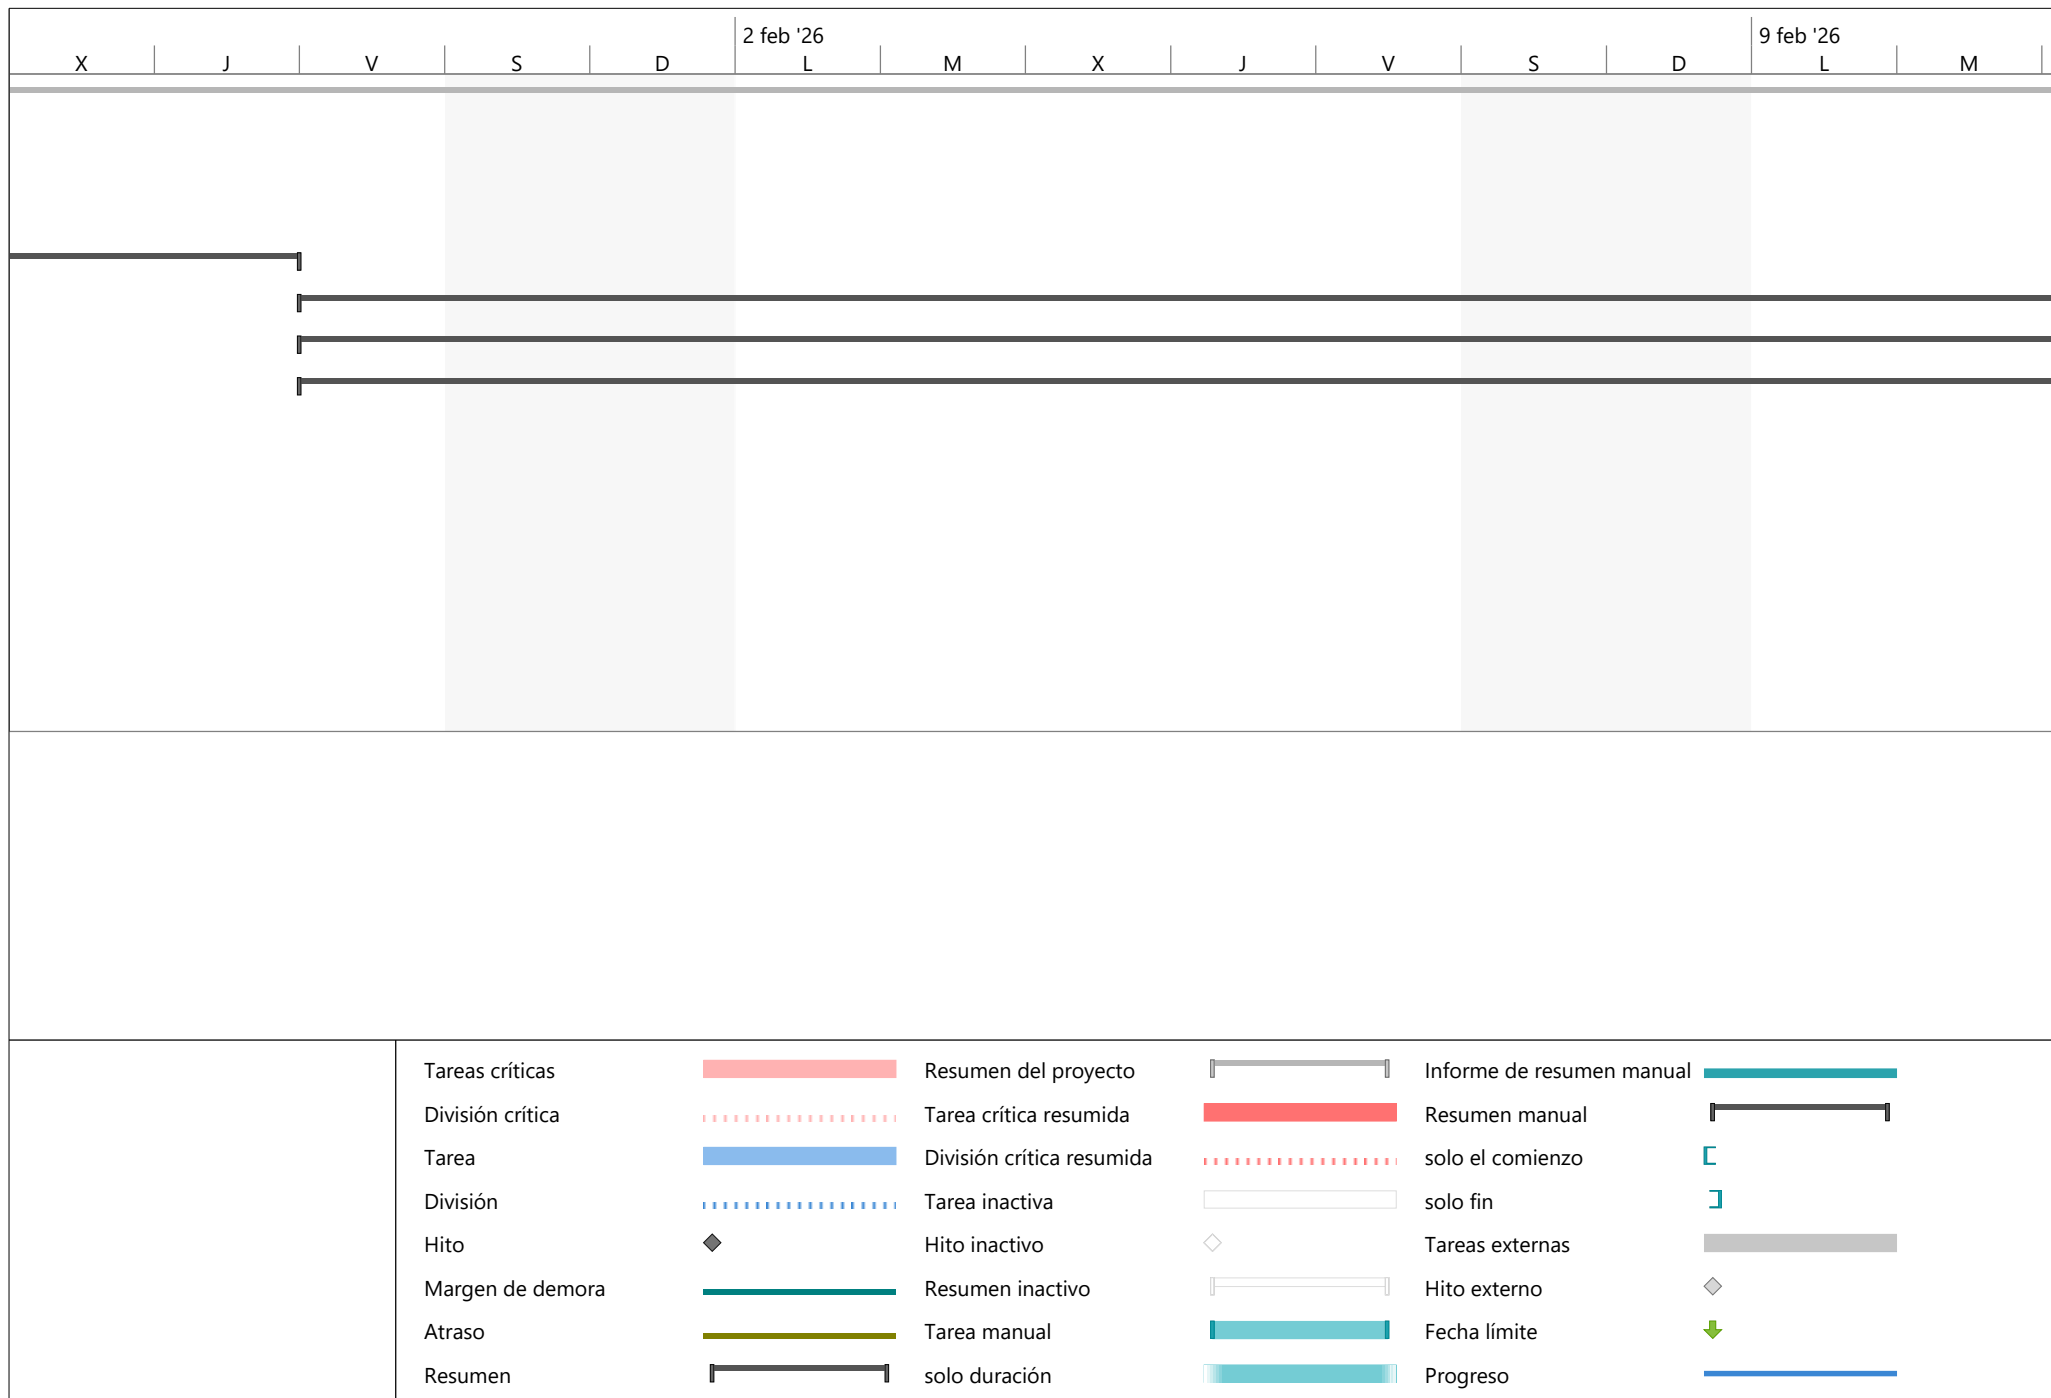 2 feb '26 9 feb '26
X J V S D L M X J V S D L M
Tareas críticas Resumen del proyecto Informe de resumen manual
División crítica Tarea crítica resumida Resumen manual
Tarea División crítica resumida solo el comienzo
División Tarea inactiva solo fin
Hito Hito inactivo Tareas externas
Margen de demora Resumen inactivo Hito externo
Atraso Tarea manual Fecha límite
Resumen solo duración Progreso